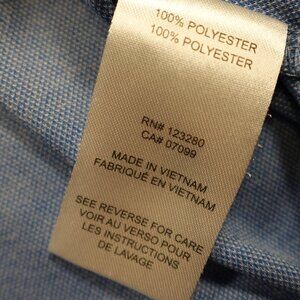 100% POLYESTER
100% POLYESTER
RN# 123280
CA# 07099
MADE IN VIETNAM
FABRIQUÉ EN VIETNAM
SEE REVERSE FOR CARE
VOIR AU VERSO POUR
LES INSTRUCTIONS
DE LAVAGE